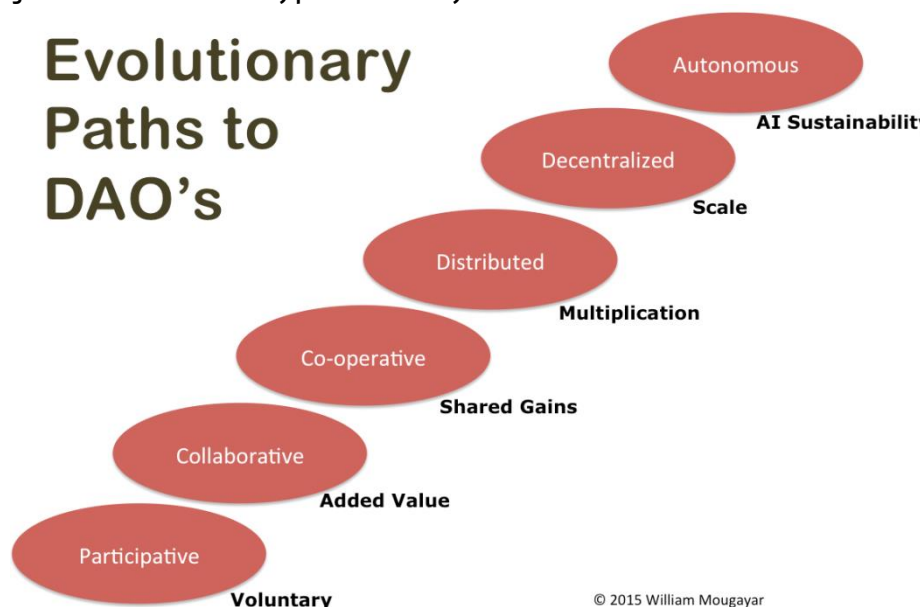 Evolutionary
Paths to
DAO’s
Autonomous
AI Sustainability
Decentralized
Scale
Distributed
Multiplication
Co-operative
Shared Gains
Collaborative
Added Value
Participative
Voluntary
© 2015 William Mougayar